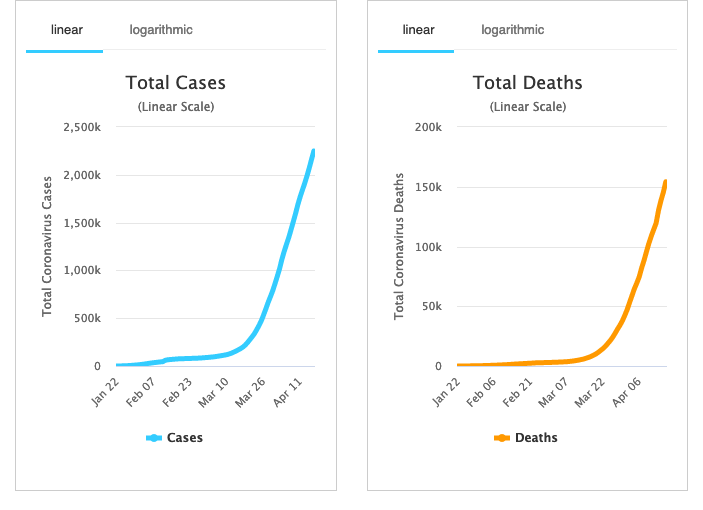 linear
logarithmic
Total Cases
(Linear Scale)
Total Coronavirus Cases
2,500k
2,000k
1,500k
1,000k
500k
0
Jan 22
Feb 07
Feb 23
Mar 10
Mar 26
Apr 11
Cases
linear
logarithmic
Total Deaths
(Linear Scale)
Total Coronavirus Deaths
200k
150k
100k
50k
0
Jan 22
Feb 06
Feb 21
Mar 07
Mar 22
Apr 06
Deaths